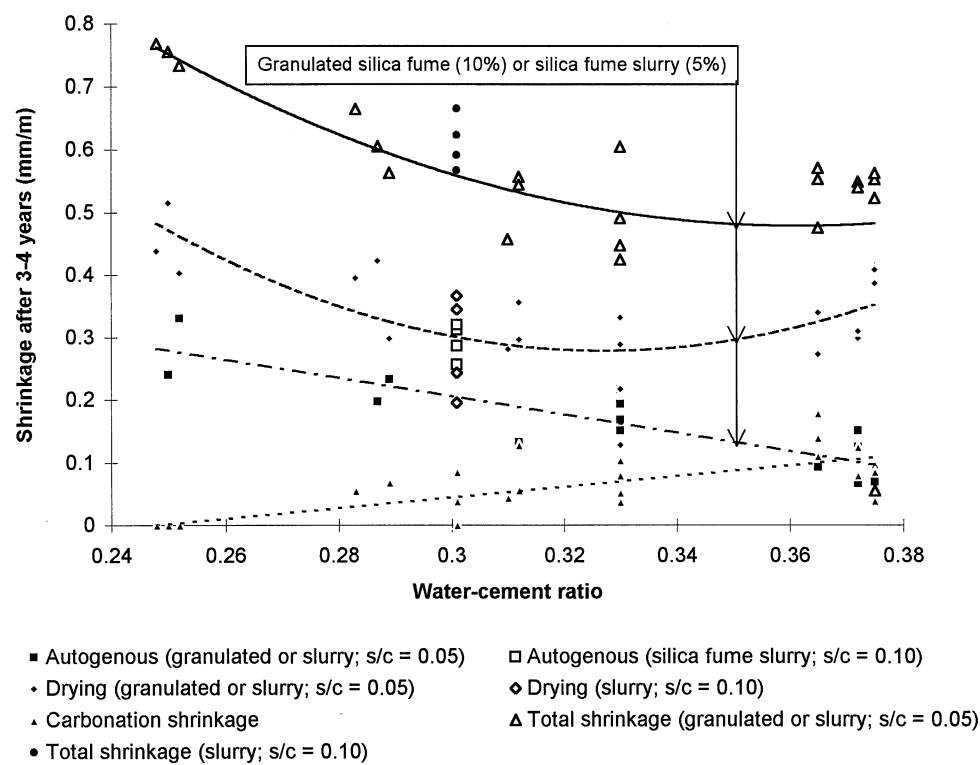 0.8
Granulated silica fume (10%) or silica fume slurry (5%)
0.7
0.6
0.5
0.4
0.3
0.2
0.1
0
Shrinkage after 3-4 years (mm/m)
0.24 0.26 0.28 0.3 0.32 0.34 0.36 0.38
Water-cement ratio
Autogenous (granulated or slurry; s/c = 0.05)
Autogenous (silica fume slurry; s/c = 0.10)
Drying (granulated or slurry; s/c = 0.05)
Drying (slurry; s/c = 0.10)
Carbonation shrinkage
Total shrinkage (granulated or slurry; s/c = 0.05)
Total shrinkage (slurry; s/c = 0.10)